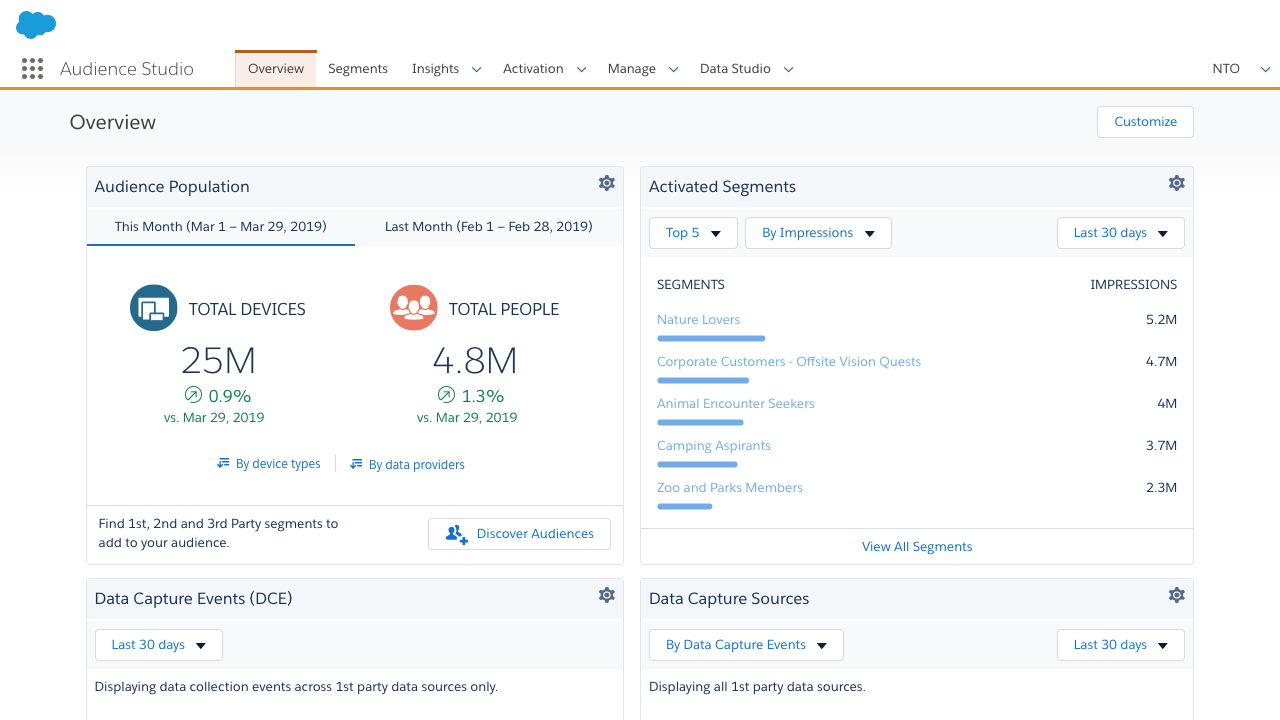 Audience Studio
Overview
Segments
Insights
Activation
Manage
Data Studio
NTO
Overview
Customize
Audience Population
This Month (Mar 1 – Mar 29, 2019)
Last Month (Feb 1 – Feb 28, 2019)
TOTAL DEVICES
25M
0.9%
vs. Mar 29, 2019
TOTAL PEOPLE
4.8M
1.3%
vs. Mar 29, 2019
By device types
By data providers
Find 1st, 2nd and 3rd Party segments to
add to your audience.
Discover Audiences
Activated Segments
Top 5
By Impressions
Last 30 days
SEGMENTS IMPRESSIONS
Nature Lovers 5.2M
Corporate Customers - Offsite Vision Quests 4.7M
Animal Encounter Seekers 4M
Camping Aspirants 3.7M
Zoo and Parks Members 2.3M
View All Segments
Data Capture Events (DCE)
Last 30 days
Displaying data collection events across 1st party data sources only.
Data Capture Sources
By Data Capture Events
Last 30 days
Displaying all 1st party data sources.